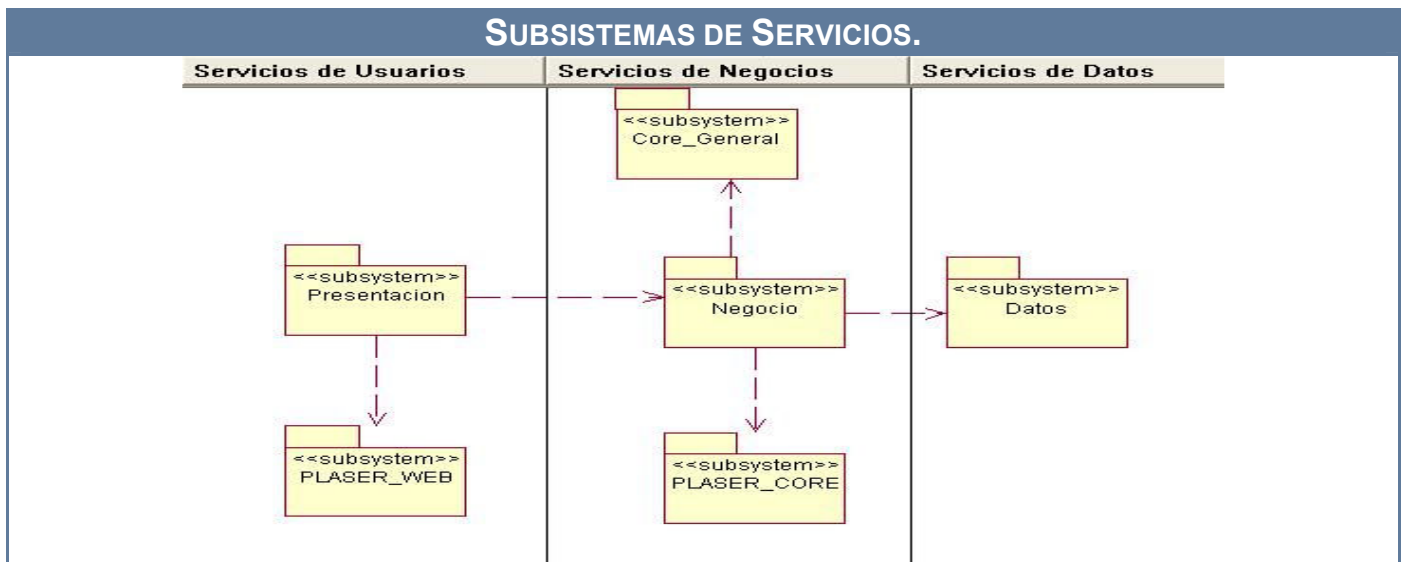 SUBSISTEMAS DE SERVICIOS.
Servicios de Usuarios
Servicios de Negocios
Servicios de Datos
<<subsystem>>
Core_General
<<subsystem>>
Presentacion
<<subsystem>>
Negocio
<<subsystem>>
Datos
<<subsystem>>
PLASER_WEB
<<subsystem>>
PLASER_CORE